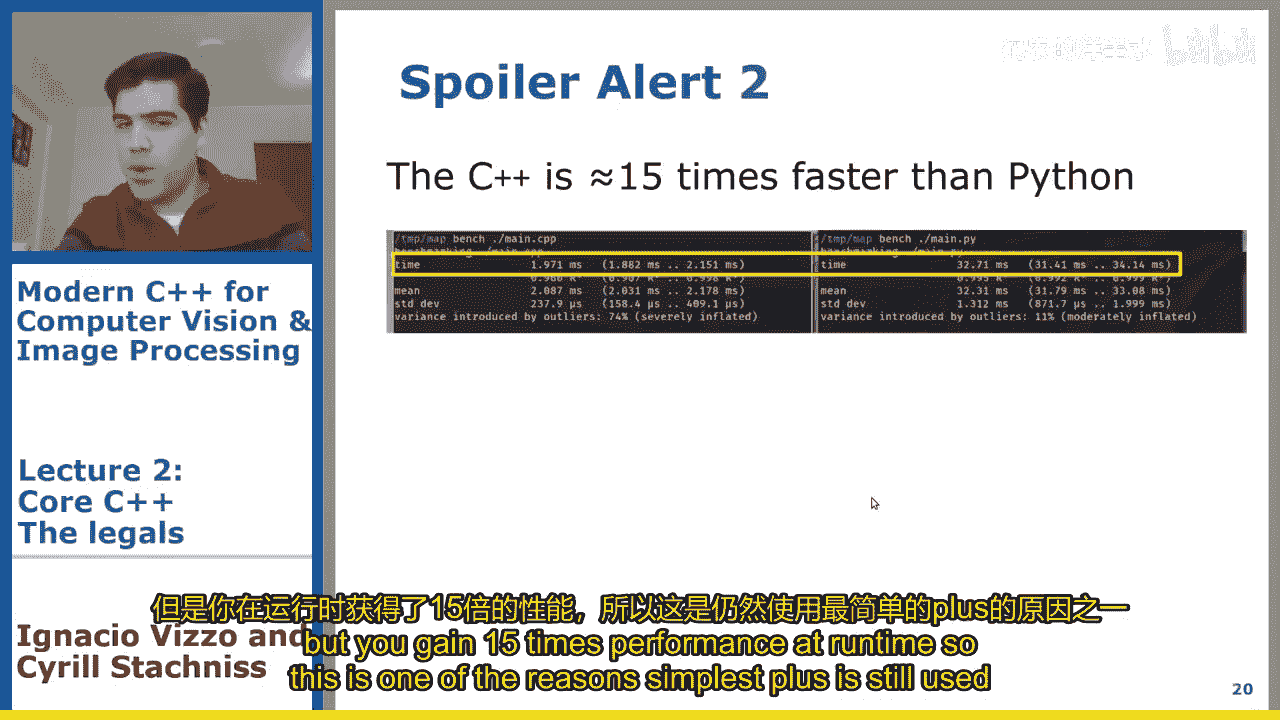 Spoiler Alert 2
The C++ is ≈15 times faster than Python
/tmp/map bench ./main.cpp
time 1.971 ms (1.882 ms .. 2.151 ms)
mean 2.087 ms (2.031 ms .. 2.178 ms)
std dev 237.9 μs (158.4 μs .. 409.1 μs)
variance introduced by outliers: 74% (severely inflated)
/tmp/map bench ./main.py
time 32.71 ms (31.41 ms .. 34.14 ms)
mean 32.31 ms (31.79 ms .. 33.08 ms)
std dev 1.312 ms (871.7 μs .. 1.999 ms)
variance introduced by outliers: 11% (moderately inflated)
Modern C++ for
Computer Vision &
Image Processing
Lecture 2:
Core C++
The legals
Ignacio Vizzo and
Cyrill Stachniss
但是你在运行时获得了15倍的性能，所以这是仍然使用最简单的plus的原因之一
but you gain 15 times performance at runtime so
this is one of the reasons simplest plus is still used
20